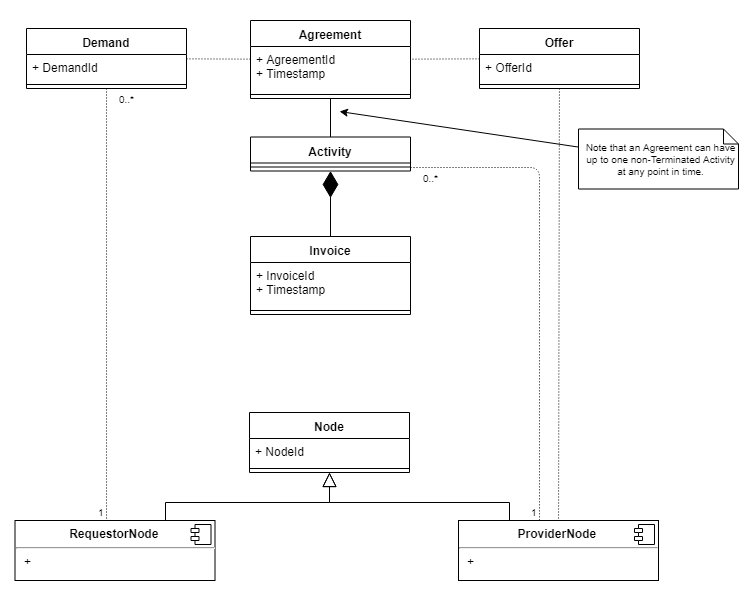 Demand
+ DemandId
Agreement
+ AgreementId
+ Timestamp
Offer
+ OfferId
0..*
Activity
0..*
Note that an Agreement can have
up to one non-Terminated Activity
at any point in time.
Invoice
+ InvoiceId
+ Timestamp
Node
+ NodeId
1
1
RequestorNode
+
ProviderNode
+